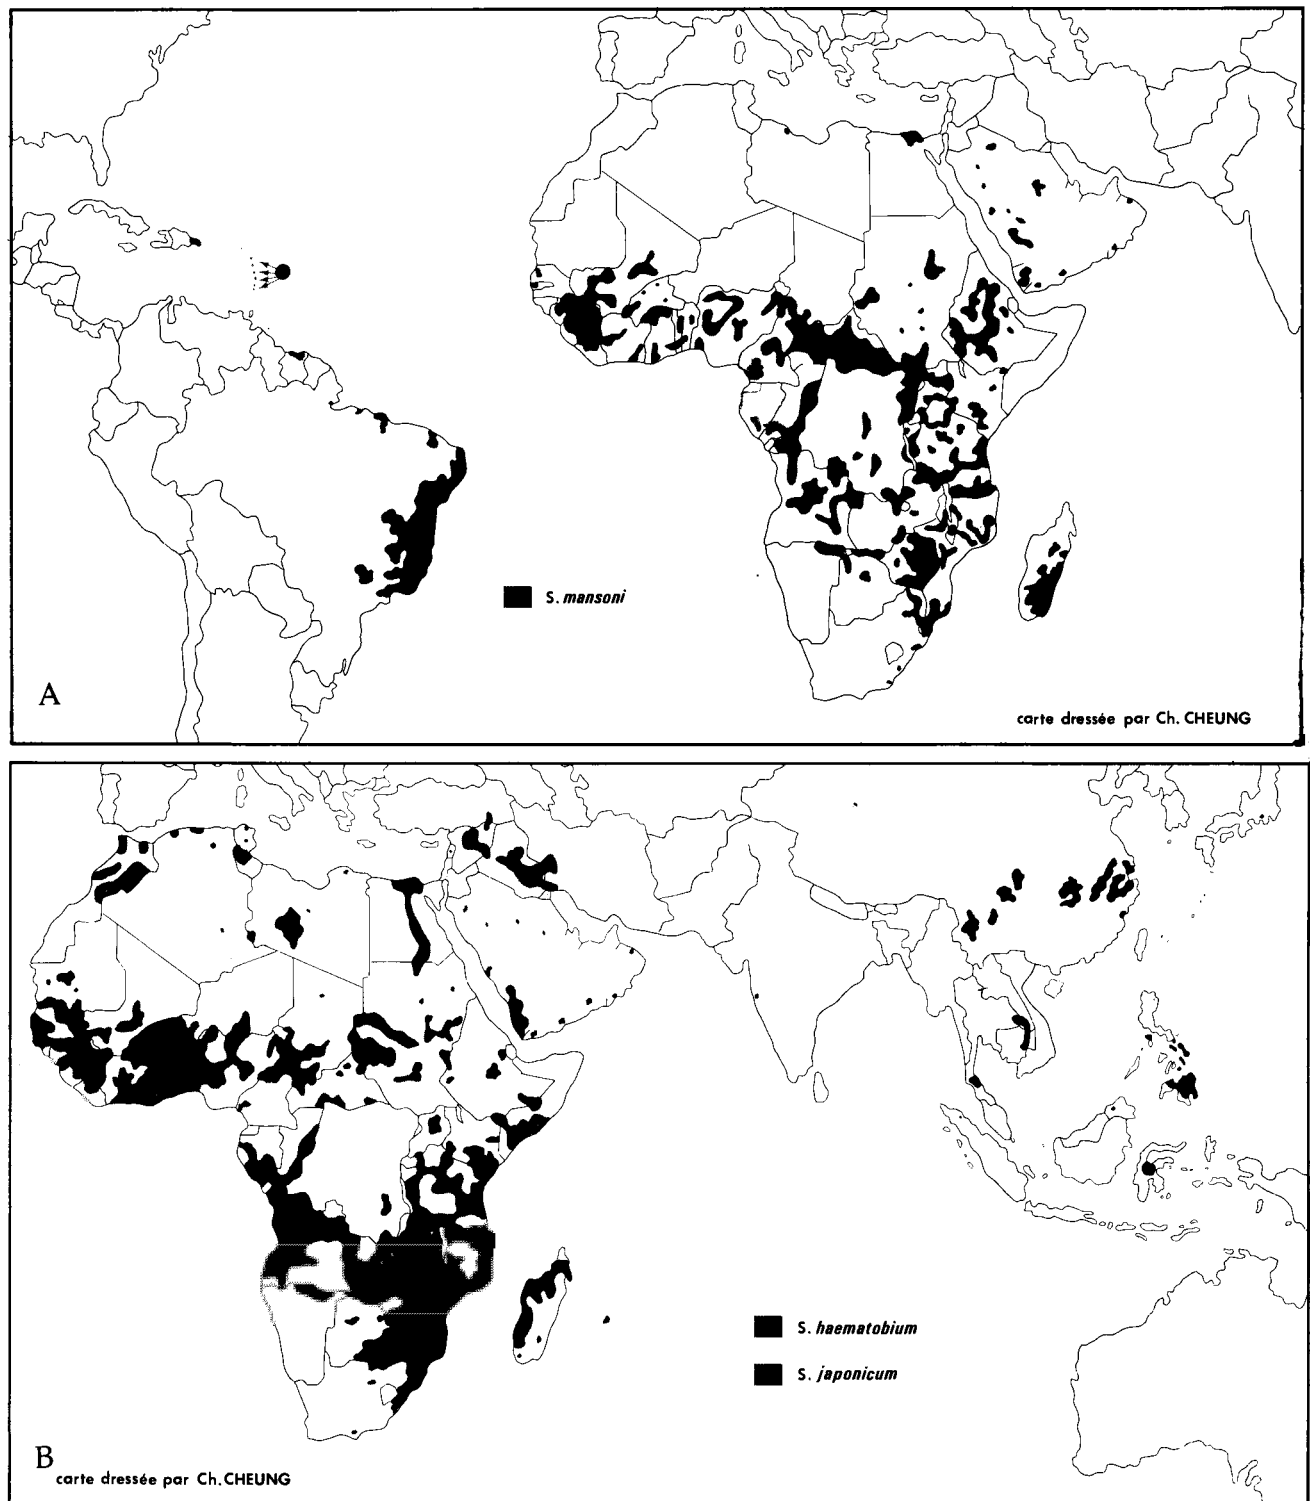 S. mansoni
A
carte dressée par Ch. CHEUNG
S. haematobium
S. japonicum
B
carte dressée par Ch. CHEUNG